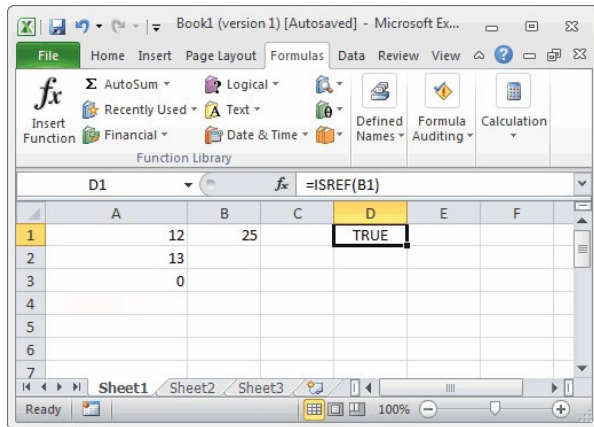 Book1 (version 1) [Autosaved] - Microsoft Ex...
File Home Insert Page Layout Formulas Data Review View
fx Insert Function
Σ AutoSum
Recently Used
Financial
Logical
A Text
Date & Time
θ
Defined Names
Formula Auditing
Calculation
Function Library
D1 fx =ISREF(B1)
A B C D E F
1 12 25 TRUE
2 13
3 0
4
5
6
7
Sheet1 Sheet2 Sheet3
Ready 100%